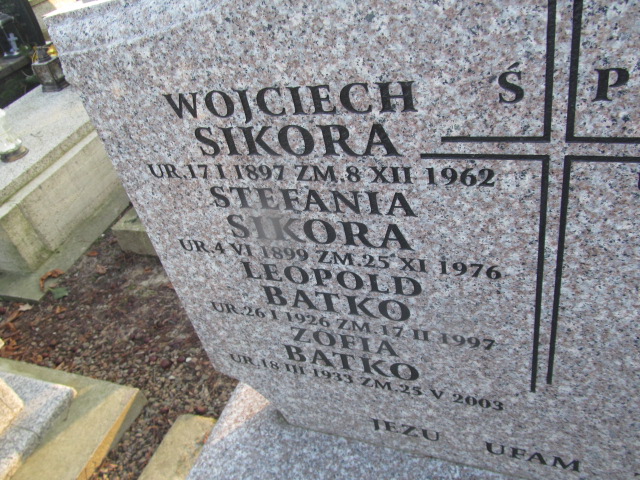 Ś P
WOJCIECH
SIKORA
UR.17 I 1897 ZM.8 XII 1962
STEFANIA
SIKORA
UR.4 VI 1899 ZM.25 XI 1976
LEOPOLD
BATKO
UR.26 I 1926 ZM 17 II 1997
ZOFIA
BATKO
UR.18 III 1933 ZM.25 V 2003
JEZU UFAM